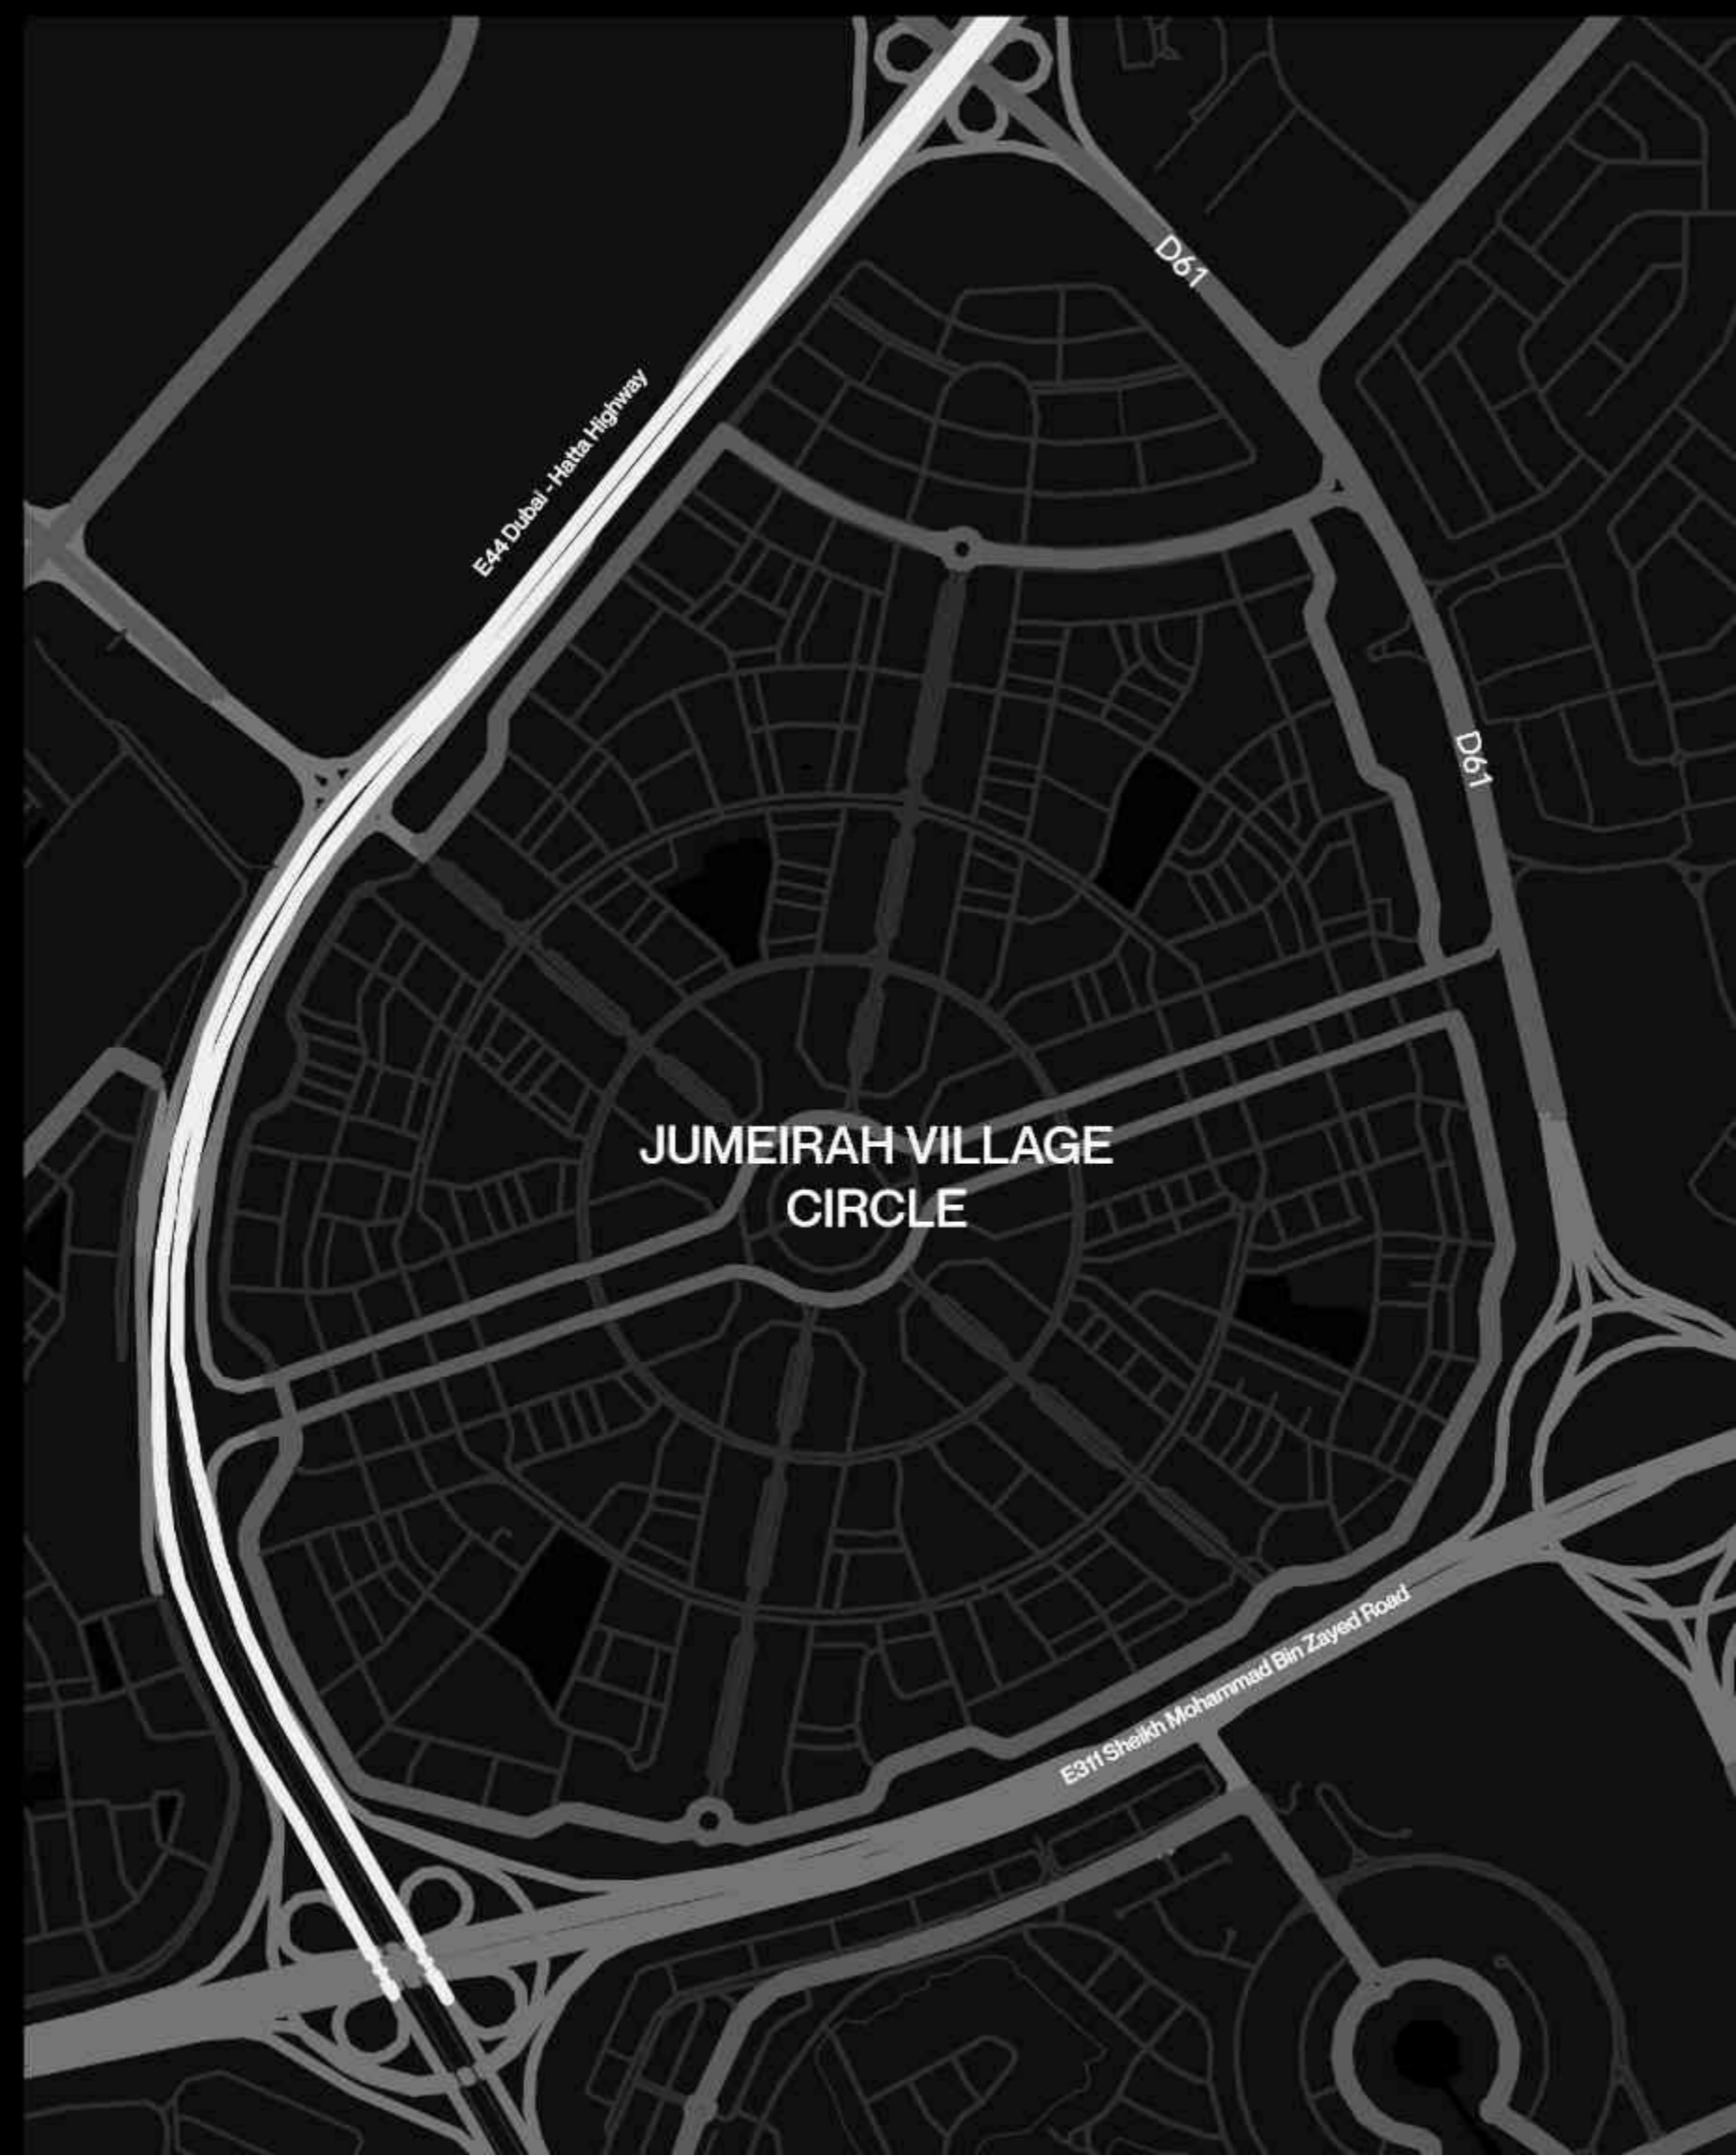 D61
E44 Dubai - Hatta Highway
D61
JUMEIRAH VILLAGE
CIRCLE
E311 Sheikh Mohammad Bin Zayed Road